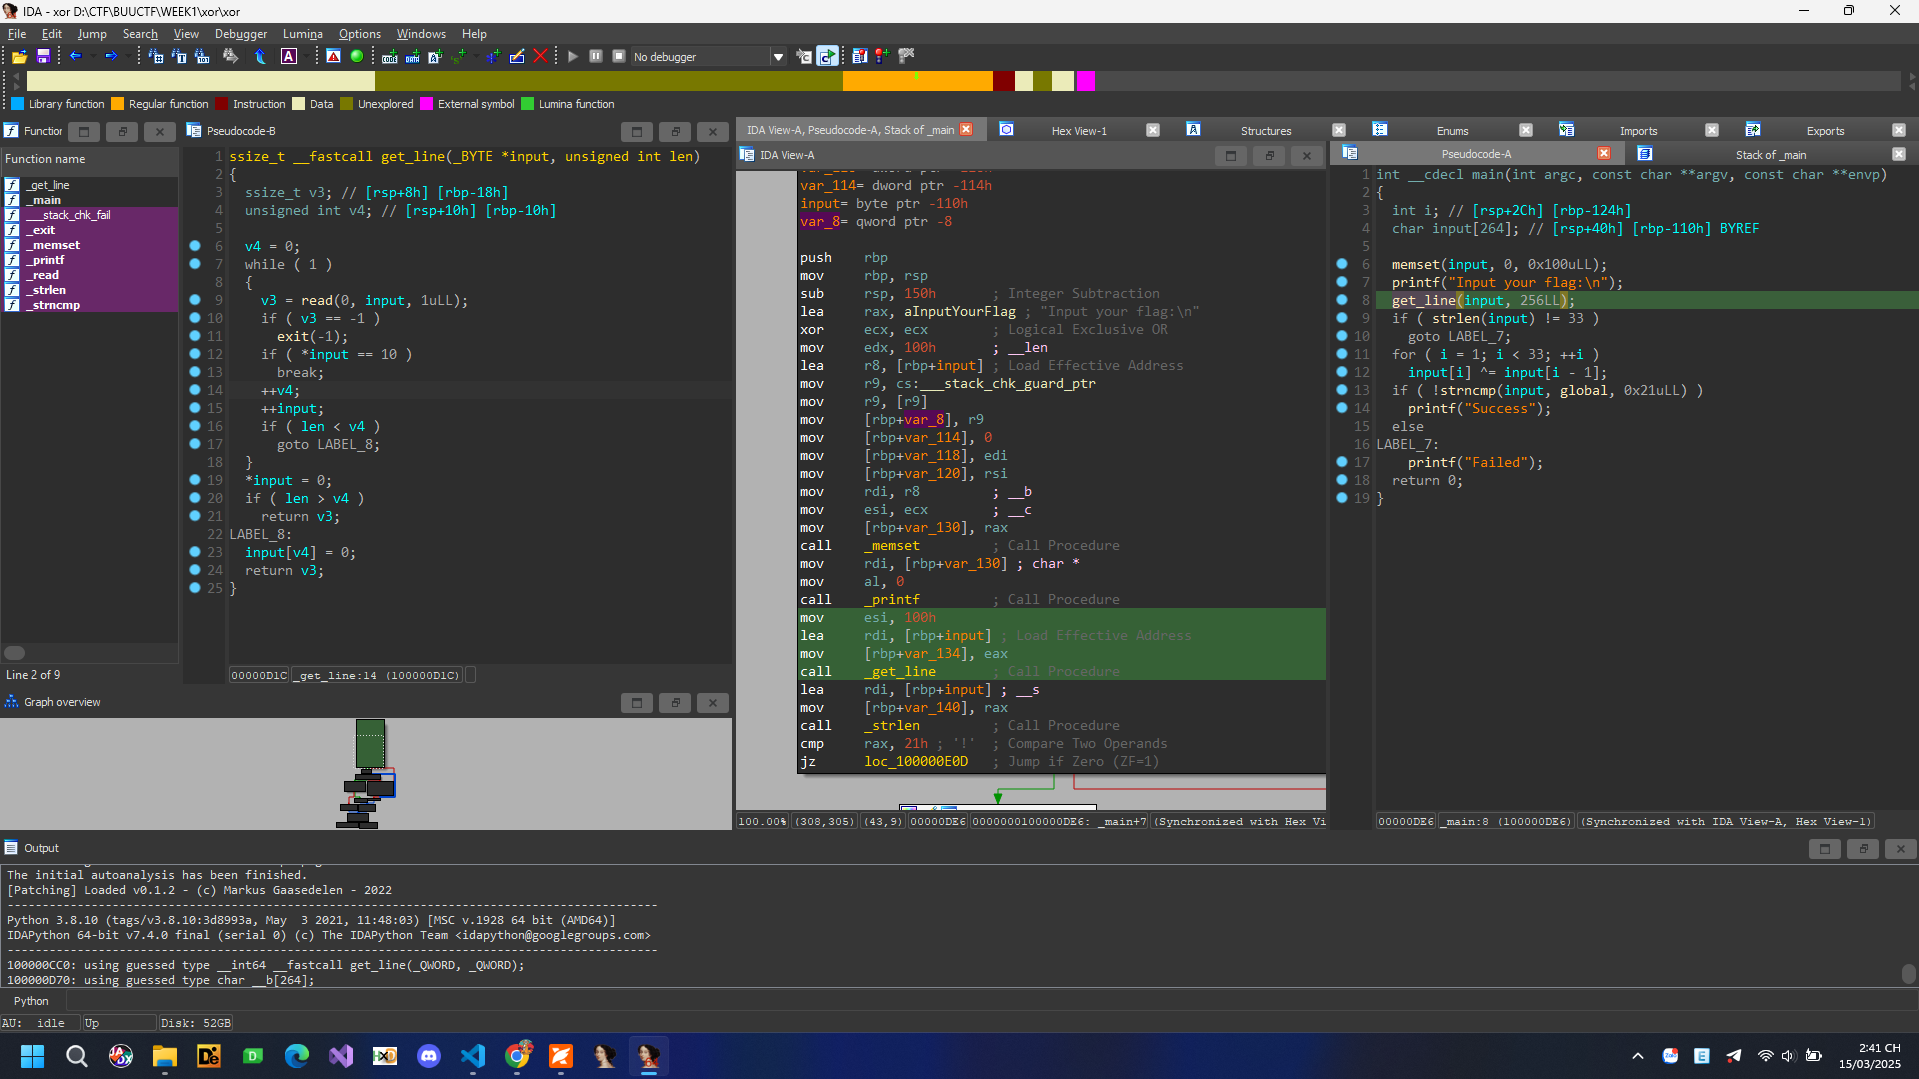 IDA - xor D:\CTF\BUUCTF\WEEK1\xor\xor
File Edit Jump Search View Debugger Lumina Options Windows Help
No debugger
Library function Regular function Instruction Data Unexplored External symbol Lumina function
Functior
Function name
_get_line
_main
___stack_chk_fail
_exit
_memset
_printf
_read
_strlen
_strncmp
Line 2 of 9
Pseudocode-B
1 ssize_t __fastcall get_line(_BYTE *input, unsigned int len)
2 {
3 ssize_t v3; // [rsp+8h] [rbp-18h]
4 unsigned int v4; // [rsp+10h] [rbp-10h]
5
6 v4 = 0;
7 while ( 1 )
8 {
9 v3 = read(0, input, 1uLL);
10 if ( v3 == -1 )
11 exit(-1);
12 if ( *input == 10 )
13 break;
14 ++v4;
15 ++input;
16 if ( len < v4 )
17 goto LABEL_8;
18 }
19 *input = 0;
20 if ( len > v4 )
21 return v3;
22 LABEL_8:
23 input[v4] = 0;
24 return v3;
25 }
00000D1C _get_line:14 (100000D1C)
Graph overview
IDA View-A, Pseudocode-A, Stack of _main Hex View-1 Structures Enums Imports Exports
IDA View-A
var_114= dword ptr -114h
input= byte ptr -110h
var_8= qword ptr -8
push rbp
mov rbp, rsp
sub rsp, 150h ; Integer Subtraction
lea rax, aInputYourFlag ; "Input your flag:\n"
xor ecx, ecx ; Logical Exclusive OR
mov edx, 100h ; __len
lea r8, [rbp+input] ; Load Effective Address
mov r9, cs:___stack_chk_guard_ptr
mov r9, [r9]
mov [rbp+var_8], r9
mov [rbp+var_114], 0
mov [rbp+var_118], edi
mov [rbp+var_120], rsi
mov rdi, r8 ; __b
mov esi, ecx ; __c
mov [rbp+var_130], rax
call _memset ; Call Procedure
mov rdi, [rbp+var_130] ; char *
mov al, 0
call _printf ; Call Procedure
mov esi, 100h
lea rdi, [rbp+input] ; Load Effective Address
mov [rbp+var_134], eax
call _get_line ; Call Procedure
lea rdi, [rbp+input] ; __s
mov [rbp+var_140], rax
call _strlen ; Call Procedure
cmp rax, 21h ; '!' ; Compare Two Operands
jz loc_100000E0D ; Jump if Zero (ZF=1)
100.00% (308,305) (43,9) 00000DE6 0000000100000DE6: _main+7 (Synchronized with Hex Vi
Pseudocode-A Stack of _main
1 int __cdecl main(int argc, const char **argv, const char **envp)
2 {
3 int i; // [rsp+2Ch] [rbp-124h]
4 char input[264]; // [rsp+40h] [rbp-110h] BYREF
5
6 memset(input, 0, 0x100uLL);
7 printf("Input your flag:\n");
8 get_line(input, 256LL);
9 if ( strlen(input) != 33 )
10 goto LABEL_7;
11 for ( i = 1; i < 33; ++i )
12 input[i] ^= input[i - 1];
13 if ( !strncmp(input, global, 0x21uLL) )
14 printf("Success");
15 else
16 LABEL_7:
17 printf("Failed");
18 return 0;
19 }
00000DE6 _main:8 (100000DE6) (Synchronized with IDA View-A, Hex View-1)
Output
The initial autoanalysis has been finished.
[Patching] Loaded v0.1.2 - (c) Markus Gaasedelen - 2022
Python 3.8.10 (tags/v3.8.10:3d8993a, May 3 2021, 11:48:03) [MSC v.1928 64 bit (AMD64)]
IDAPython 64-bit v7.4.0 final (serial 0) (c) The IDAPython Team <idapython@googlegroups.com>
100000CC0: using guessed type __int64 __fastcall get_line(_QWORD, _QWORD);
100000D70: using guessed type char __b[264];
Python
AU: idle Up Disk: 52GB
2:41 CH
15/03/2025